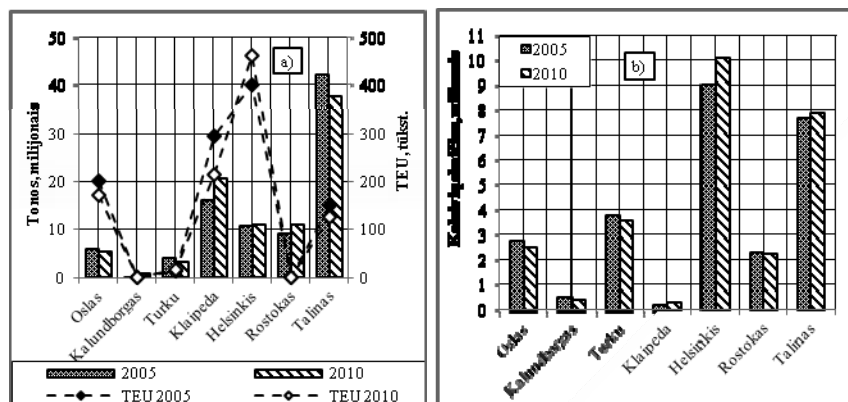 a)
50
40
30
20
10
0
Tonos, milijonais
500
400
300
200
100
0
TEU, tūkst.
Oslas
Kalundborgas
Turku
Klaipeda
Helsinkis
Rostokas
Talinas
2005
2010
TEU 2005
TEU 2010
b)
2005
2010
11
10
9
8
7
6
5
4
3
2
1
0
Oslas
Kalundborgas
Turku
Klaipeda
Helsinkis
Rostokas
Talinas